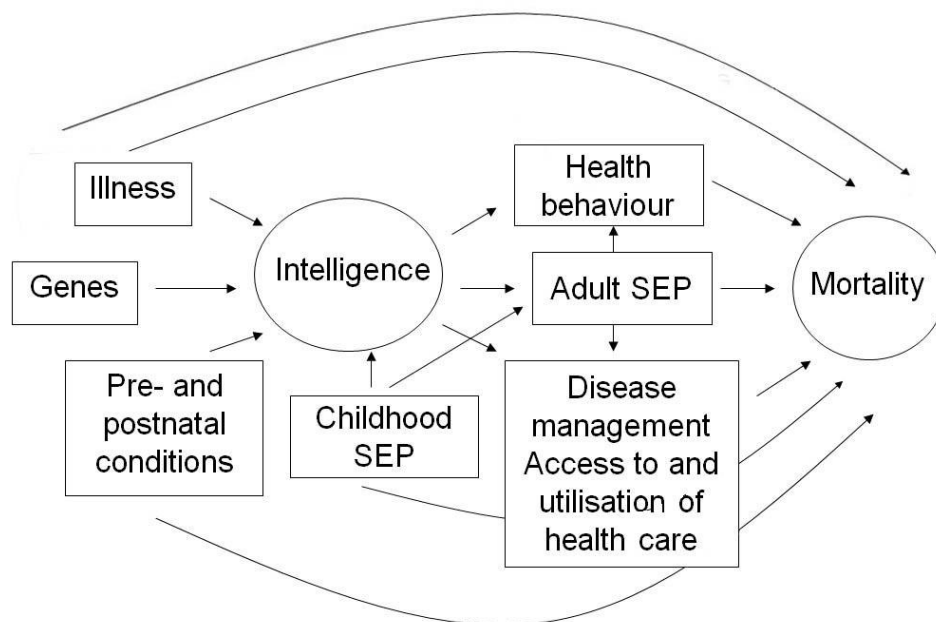 Illness
Genes
Pre- and
postnatal
conditions
Intelligence
Childhood
SEP
Health
behaviour
Adult SEP
Disease
management
Access to and
utilisation of
health care
Mortality